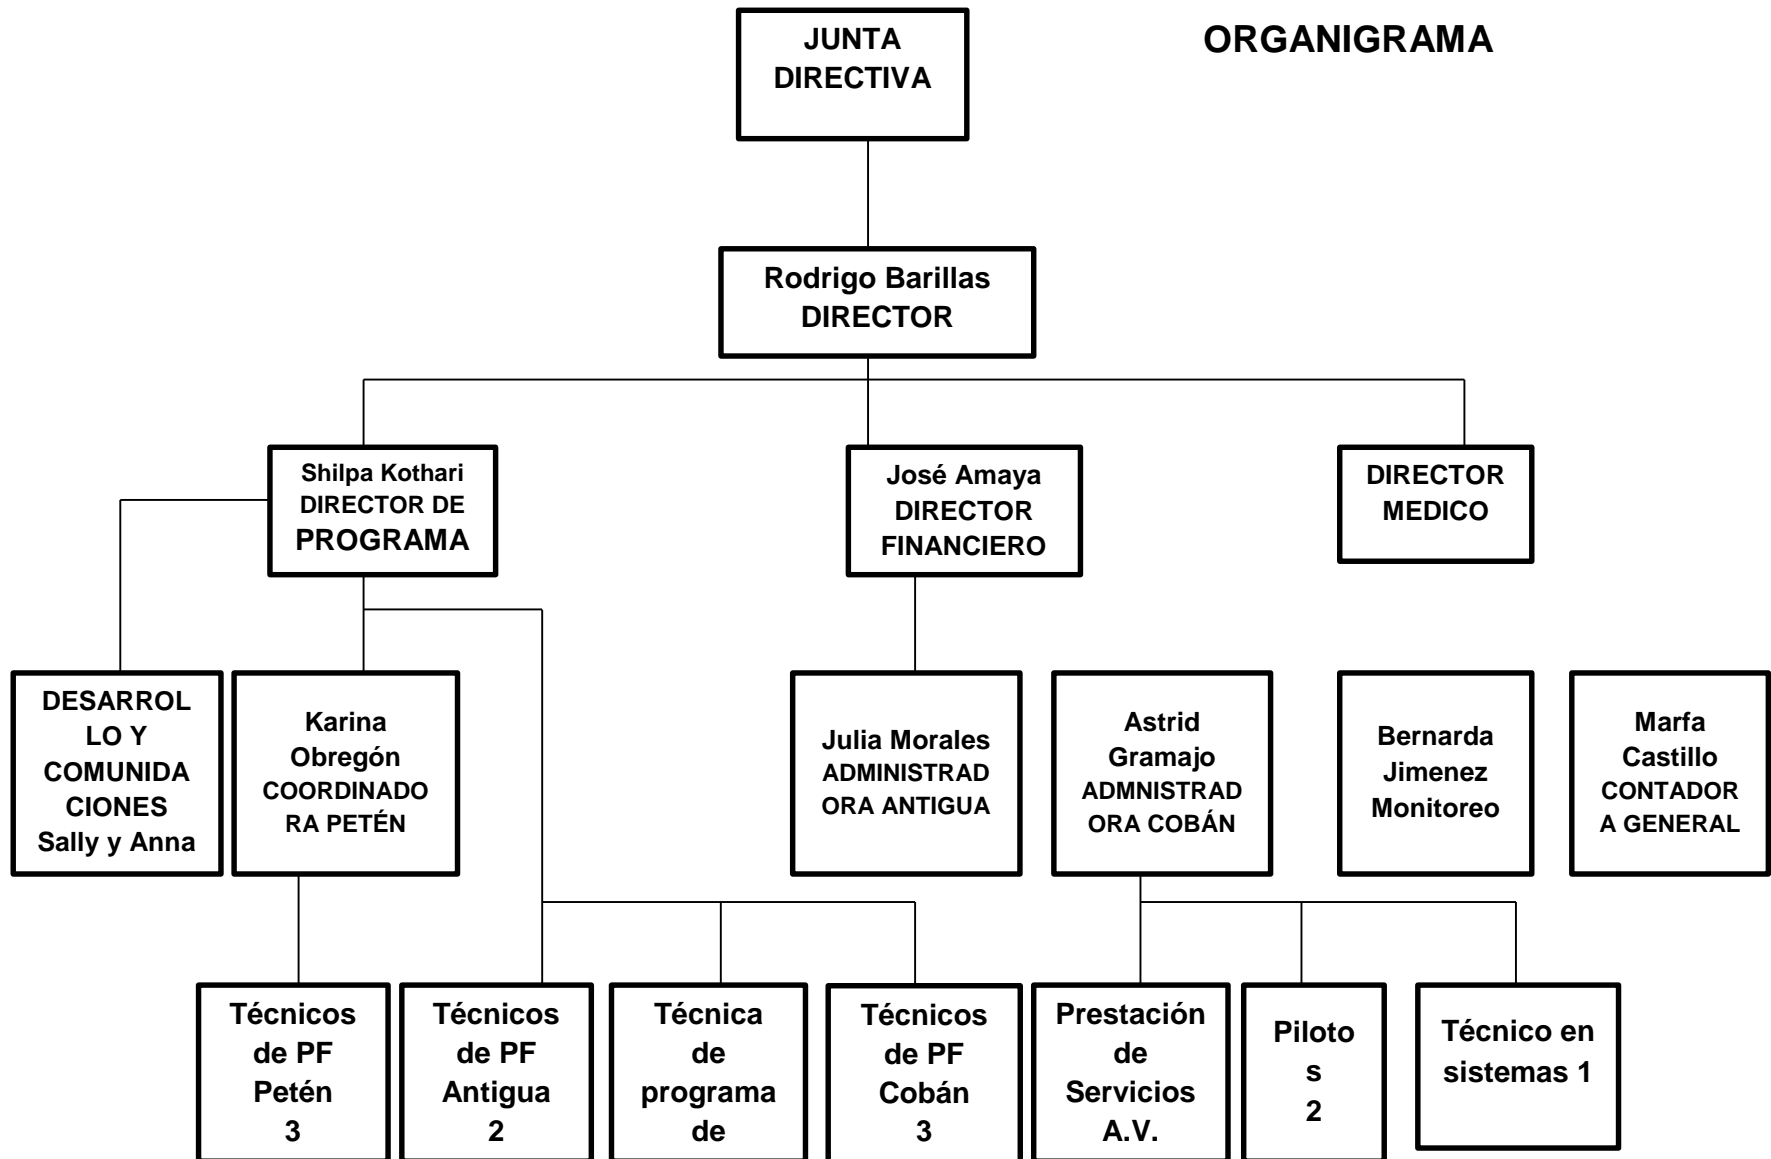 ORGANIGRAMA
JUNTA
DIRECTIVA
Rodrigo Barillas
DIRECTOR
Shilpa Kothari
DIRECTOR DE
PROGRAMA
José Amaya
DIRECTOR
FINANCIERO
DIRECTOR
MEDICO
DESARROL
LO Y
COMUNIDA
CIONES
Sally y Anna
Karina
Obregón
COORDINADO
RA PETÉN
Julia Morales
ADMINISTRAD
ORA ANTIGUA
Astrid
Gramajo
ADMNISTRAD
ORA COBÁN
Bernarda
Jimenez
Monitoreo
Marfa
Castillo
CONTADOR
A GENERAL
Técnicos
de PF
Petén
3
Técnicos
de PF
Antigua
2
Técnica
de
programa
de
Técnicos
de PF
Cobán
3
Prestación
de
Servicios
A.V.
Piloto
s
2
Técnico en
sistemas 1